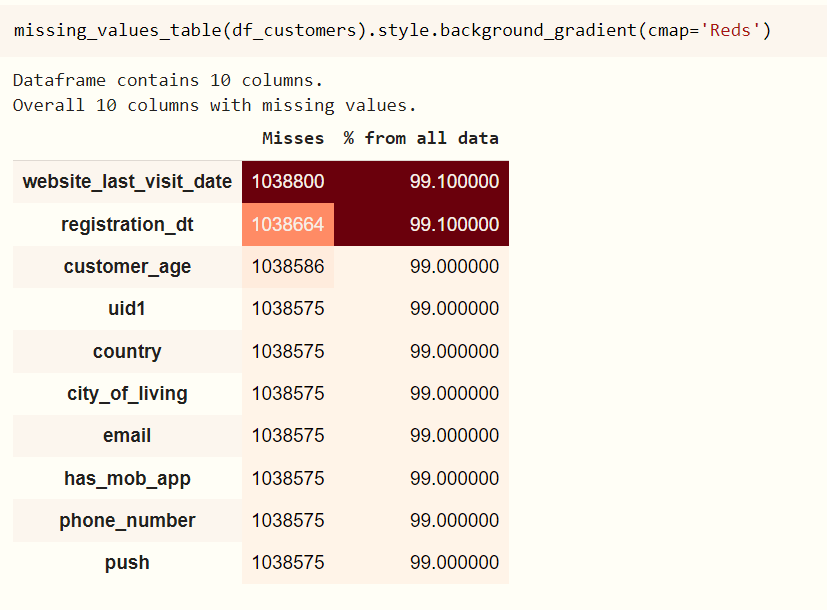 missing_values_table(df_customers).style.background_gradient(cmap='Reds')
Dataframe contains 10 columns.
Overall 10 columns with missing values.
Misses % from all data
website_last_visit_date 1038800 99.100000
registration_dt 1038664 99.100000
customer_age 1038586 99.000000
uid1 1038575 99.000000
country 1038575 99.000000
city_of_living 1038575 99.000000
email 1038575 99.000000
has_mob_app 1038575 99.000000
phone_number 1038575 99.000000
push 1038575 99.000000